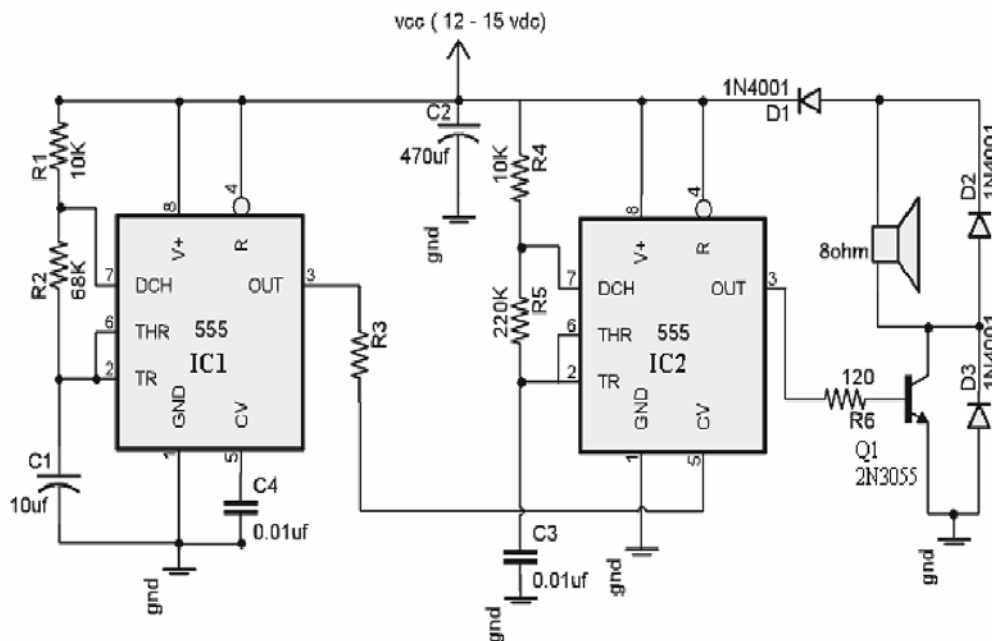 vcc ( 12 - 15 vdc)
1N4001
D1
C2
470uf
gnd
R1
10K
R2
68K
R4
10K
R5
220K
D2
1N4001
8ohm
8
4
V+
R
7
DCH
OUT
3
6
THR
555
IC1
2
TR
GND
CV
1
5
R3
8
4
V+
R
7
DCH
OUT
3
6
THR
555
IC2
2
TR
GND
CV
1
5
120
R6
Q1
2N3055
D3
1N4001
C1
10uf
C4
0.01uf
gnd
C3
0.01uf
gnd
gnd
gnd